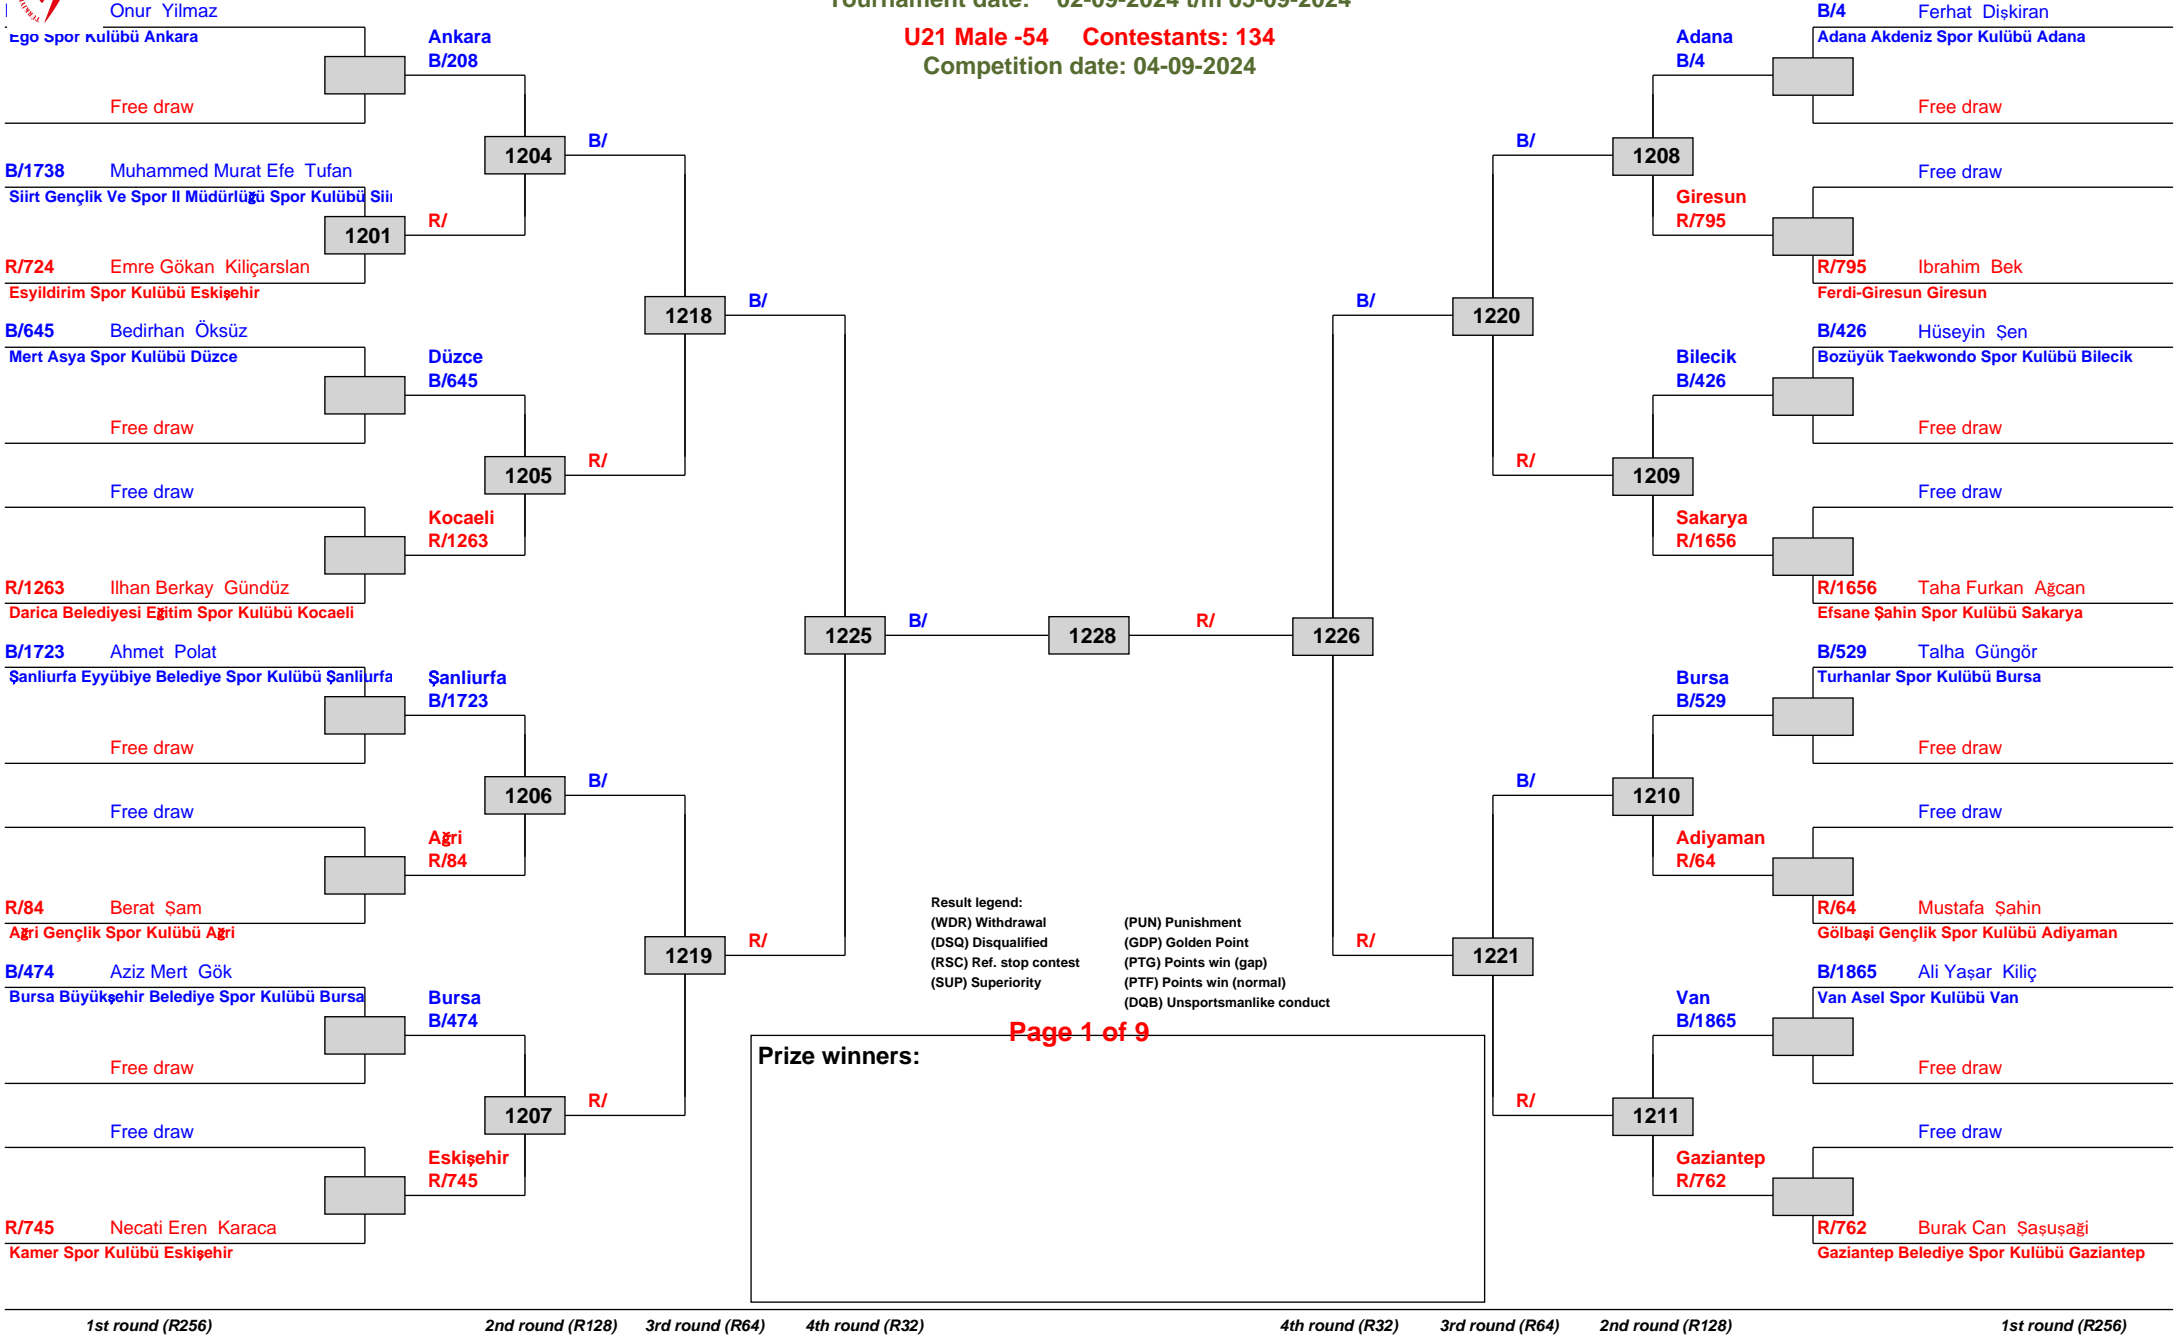 Tournament date: 02-09-2024 t/m 05-09-2024
U21 Male -54 Contestants: 134
Competition date: 04-09-2024
Onur Yilmaz
Ego Spor Kulübü Ankara
Ankara
B/208
Free draw
1204
B/
B/1738 Muhammed Murat Efe Tufan
Siirt Gençlik Ve Spor Il Müdürlüğü Spor Kulübü Siir
1201
R/
R/724 Emre Gökan Kiliçarslan
Esyildirim Spor Kulübü Eskişehir
1218
B/
B/645 Bedirhan Öksüz
Mert Asya Spor Kulübü Düzce
Düzce
B/645
Free draw
1205
R/
Free draw
Kocaeli
R/1263
R/1263 Ilhan Berkay Gündüz
Darica Belediyesi Eğitim Spor Kulübü Kocaeli
1225
B/
1228
B/1723 Ahmet Polat
Şanliurfa Eyyübiye Belediye Spor Kulübü Şanliurfa
Şanliurfa
B/1723
Free draw
1206
B/
Free draw
Ağri
R/84
R/84 Berat Şam
Ağri Gençlik Spor Kulübü Ağri
1219
R/
B/474 Aziz Mert Gök
Bursa Büyükşehir Belediye Spor Kulübü Bursa
Bursa
B/474
Free draw
1207
R/
Free draw
Eskişehir
R/745
R/745 Necati Eren Karaca
Kamer Spor Kulübü Eskişehir
B/4 Ferhat Dişkiran
Adana Akdeniz Spor Kulübü Adana
Adana
B/4
Free draw
B/
1208
Free draw
Giresun
R/795
R/795 Ibrahim Bek
Ferdi-Giresun Giresun
B/
1220
B/426 Hüseyin Şen
Bozüyük Taekwondo Spor Kulübü Bilecik
Bilecik
B/426
Free draw
R/
1209
Free draw
Sakarya
R/1656
R/1656 Taha Furkan Ağcan
Efsane Şahin Spor Kulübü Sakarya
R/
1226
B/529 Talha Güngör
Turhanlar Spor Kulübü Bursa
Bursa
B/529
Free draw
B/
1210
Free draw
Adiyaman
R/64
R/64 Mustafa Şahin
Gölbaşi Gençlik Spor Kulübü Adiyaman
R/
1221
B/1865 Ali Yaşar Kiliç
Van Asel Spor Kulübü Van
Van
B/1865
Free draw
R/
1211
Free draw
Gaziantep
R/762
R/762 Burak Can Şaşuşaği
Gaziantep Belediye Spor Kulübü Gaziantep
Result legend:
(WDR) Withdrawal (PUN) Punishment
(DSQ) Disqualified (GDP) Golden Point
(RSC) Ref. stop contest (PTG) Points win (gap)
(SUP) Superiority (PTF) Points win (normal)
(DQB) Unsportsmanlike conduct
Page 1 of 9
Prize winners:
1st round (R256) 2nd round (R128) 3rd round (R64) 4th round (R32) 4th round (R32) 3rd round (R64) 2nd round (R128) 1st round (R256)